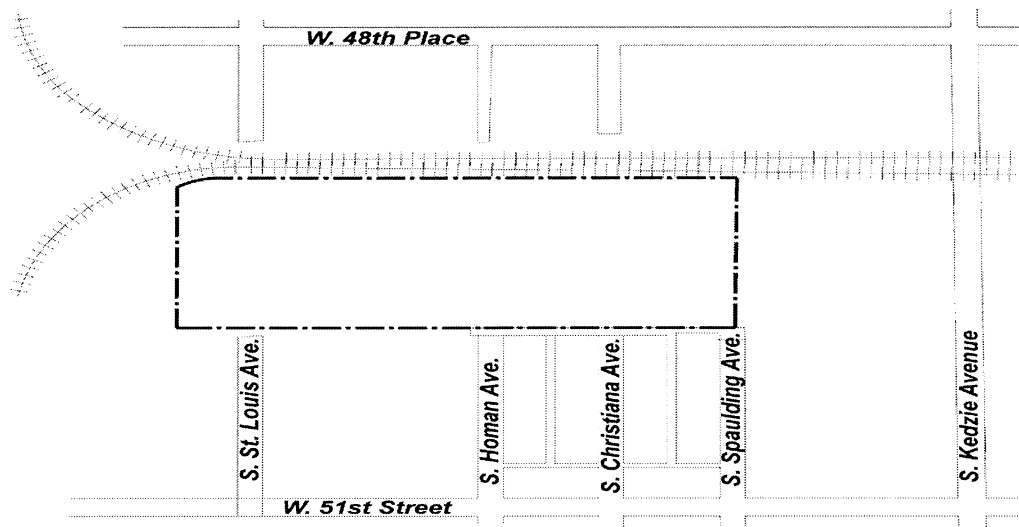 W. 48th Place
S. St. Louis Ave.
S. Homan Ave.
S. Christiana Ave.
S. Spaulding Ave.
S. Kedzie Avenue
W. 51st Street